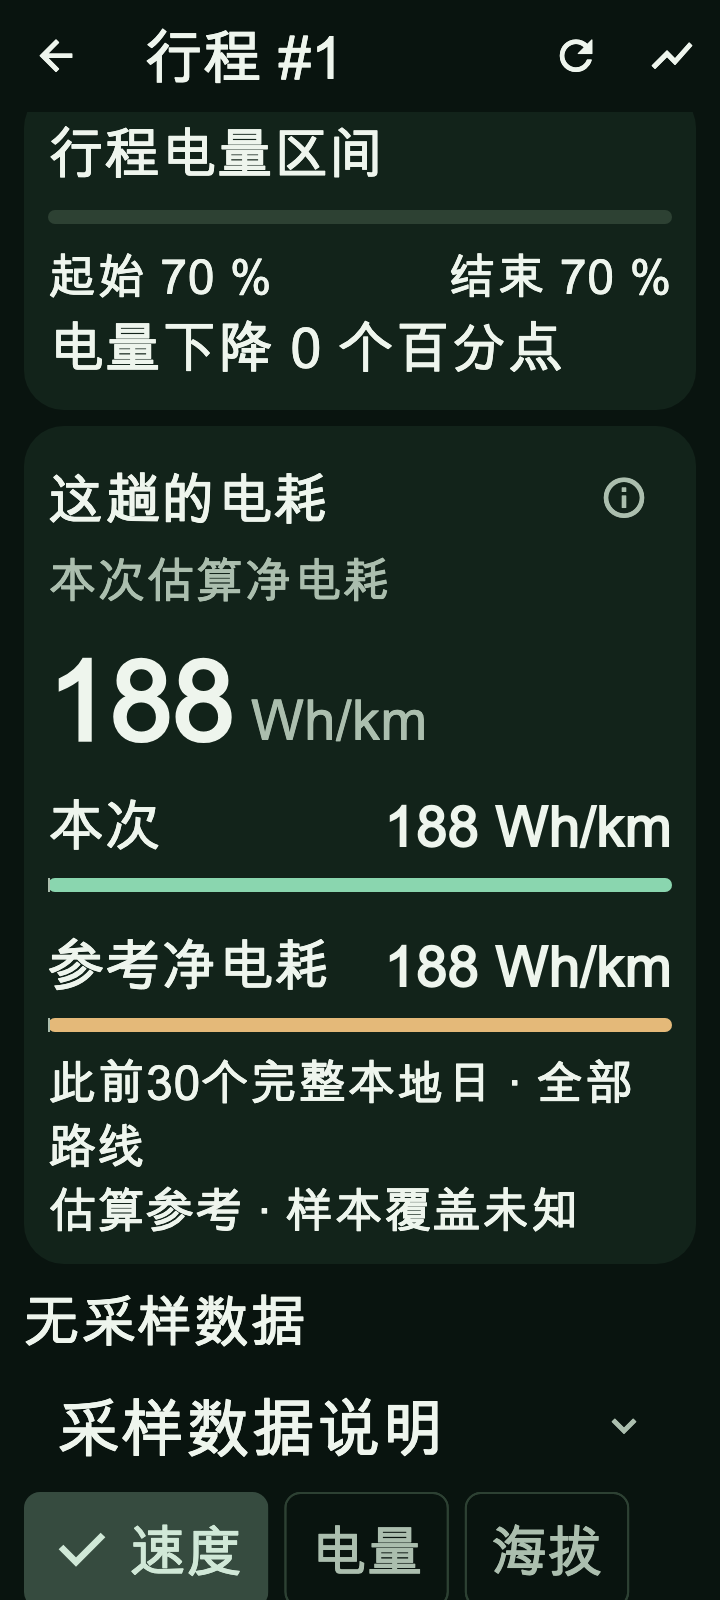 行程 #1
行程电量区间
起始 70 % 结束 70 %
电量下降 0 个百分点
这趟的电耗
本次估算净电耗
188 Wh/km
本次 188 Wh/km
参考净电耗 188 Wh/km
此前30个完整本地日 · 全部
路线
估算参考 · 样本覆盖未知
无采样数据
采样数据说明
速度 电量 海拔